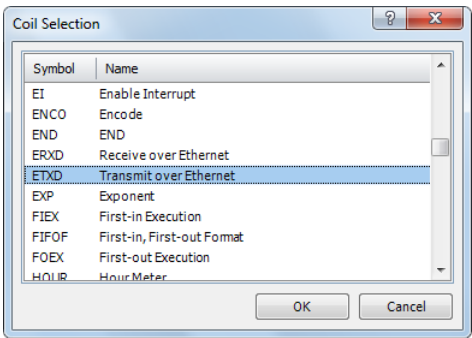 Coil Selection
Symbol Name
EI Enable Interrupt
ENCO Encode
END END
ERXD Receive over Ethernet
ETXD Transmit over Ethernet
EXP Exponent
FIEX First-in Execution
FIFOF First-in, First-out Format
FOEX First-out Execution
HOUR Hour Meter
OK Cancel